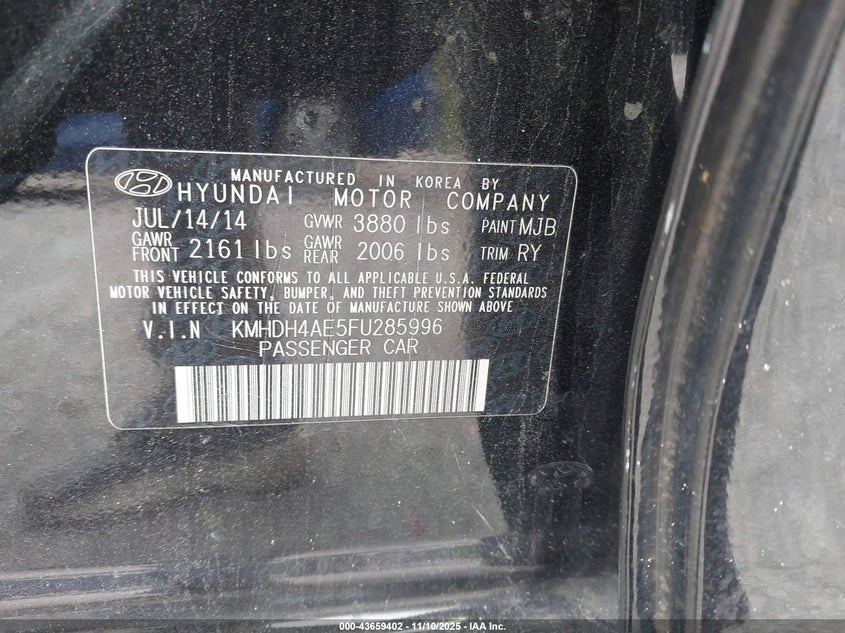 MANUFACTURED IN KOREA BY
HYUNDAI MOTOR COMPANY
JUL/14/14 GVWR 3880 lbs PAINT MJB
GAWR FRONT 2161 lbs GAWR REAR 2006 lbs TRIM RY
THIS VEHICLE CONFORMS TO ALL APPLICABLE U.S.A. FEDERAL
MOTOR VEHICLE SAFETY, BUMPER, AND THEFT PREVENTION STANDARDS
IN EFFECT ON THE DATE OF MANUFACTURE SHOWN ABOVE
V.I.N KMHDH4AE5FU285996
PASSENGER CAR
000-43659402 - 11/10/2025 - IAA Inc.